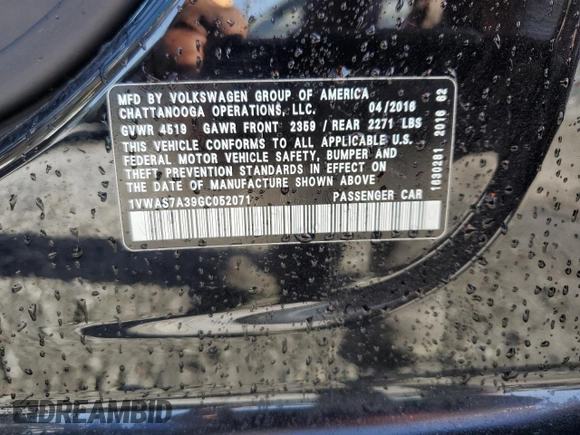 MFD BY VOLKSWAGEN GROUP OF AMERICA
CHATTANOOGA OPERATIONS, LLC. 04/2016
GVWR 4519 GAWR FRONT 2359 / REAR 2271 LBS
THIS VEHICLE CONFORMS TO ALL APPLICABLE U.S.
FEDERAL MOTOR VEHICLE SAFETY, BUMPER AND
THEFT PREVENTION STANDARDS IN EFFECT ON
THE DATE OF MANUFACTURE SHOWN ABOVE
1VWAS7A39GC052071 PASSENGER CAR
1690281 2016 62
DREAMBID